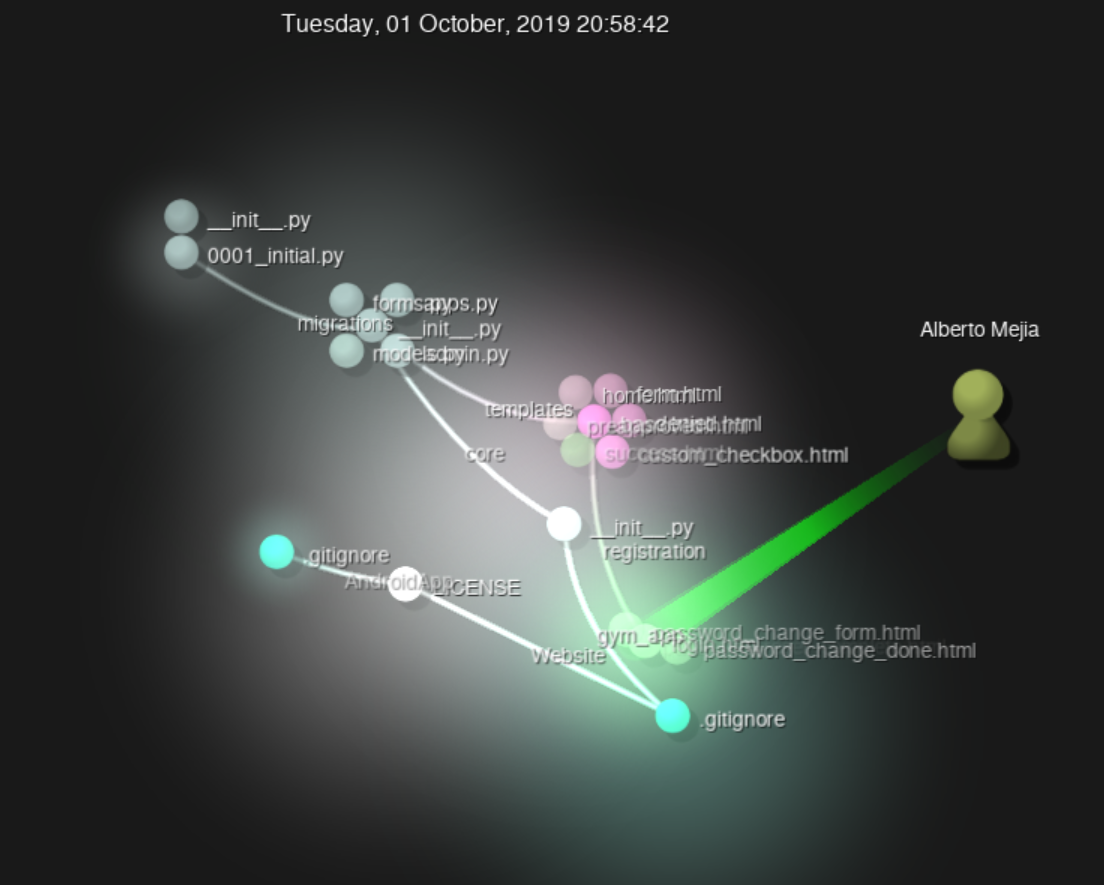 Tuesday, 01 October, 2019 20:58:42
__init__.py
0001_initial.py
forms.py
apps.py
migrations
__init__.py
models.py
admin.py
Alberto Mejia
home.html
form.html
templates
custom_checkbox.html
success.html
core
__init__.py
registration
.gitignore
AndroidApp
LICENSE
gym_app
password_change_form.html
login.html
password_change_done.html
Website
.gitignore